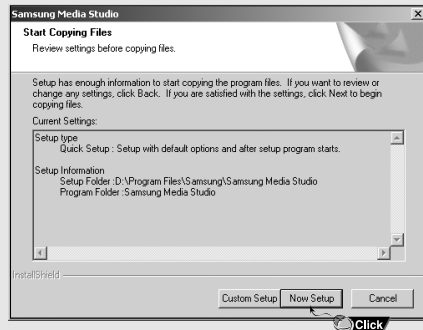 Samsung Media Studio
Start Copying Files
Review settings before copying files.
Setup has enough information to start copying the program files. If you want to review or
change any settings, click Back. If you are satisfied with the settings, click Next to begin
copying files.
Current Settings:
Setup type
Quick Setup : Setup with default options and after setup program starts.
Setup Information
Setup Folder :D:\Program Files\Samsung\Samsung Media Studio
Program Folder :Samsung Media Studio
InstallShield
Custom Setup Now Setup Cancel
Click